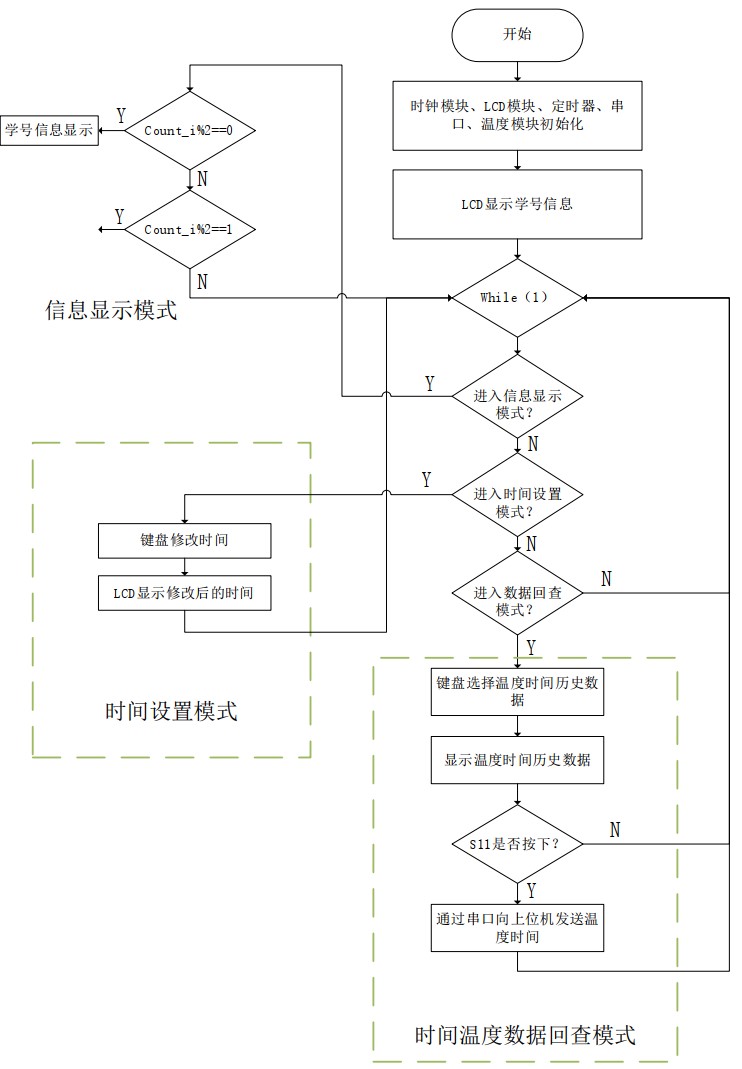 开始
时钟模块、LCD模块、定时器、串
口、温度模块初始化
LCD显示学号信息
While（1）
Count_i%2==0
Y
学号信息显示
N
Count_i%2==1
Y
N
信息显示模式
进入信息显示
模式？
Y
N
进入时间设置
模式？
Y
N
键盘修改时间
LCD显示修改后的时间
时间设置模式
进入数据回查
模式？
N
Y
键盘选择温度时间历史数
据
显示温度时间历史数据
S11是否按下？
N
Y
通过串口向上位机发送温
度时间
时间温度数据回查模式